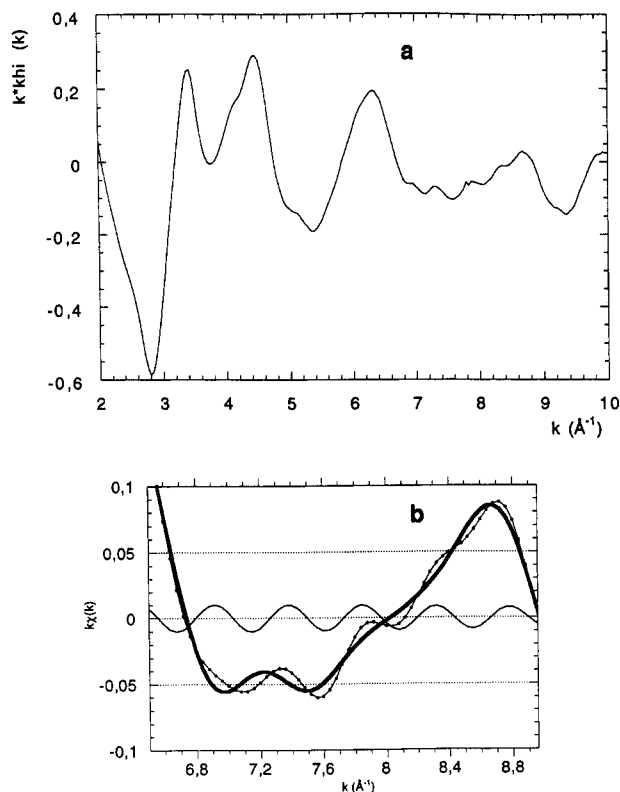 a
k*khi (k)
0,4
0,2
0
-0,2
-0,4
-0,6
2 3 4 5 6 7 8 9 10
k (Å-1)
b
kχ(k)
0,1
0,05
0
-0,05
-0,1
6,8 7,2 7,6 8 8,4 8,8
k (Å-1)